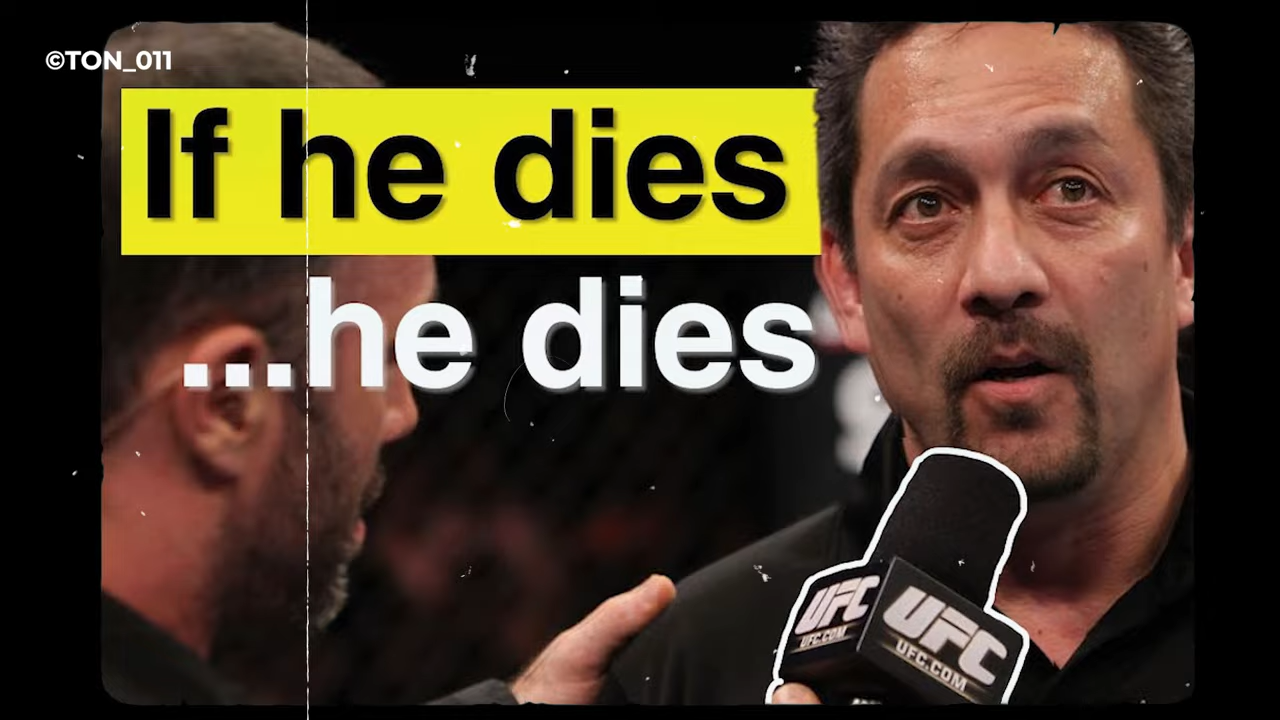 ©TON_011
If he dies
...he dies
UFC
UFC.COM
UFC
UFC.COM